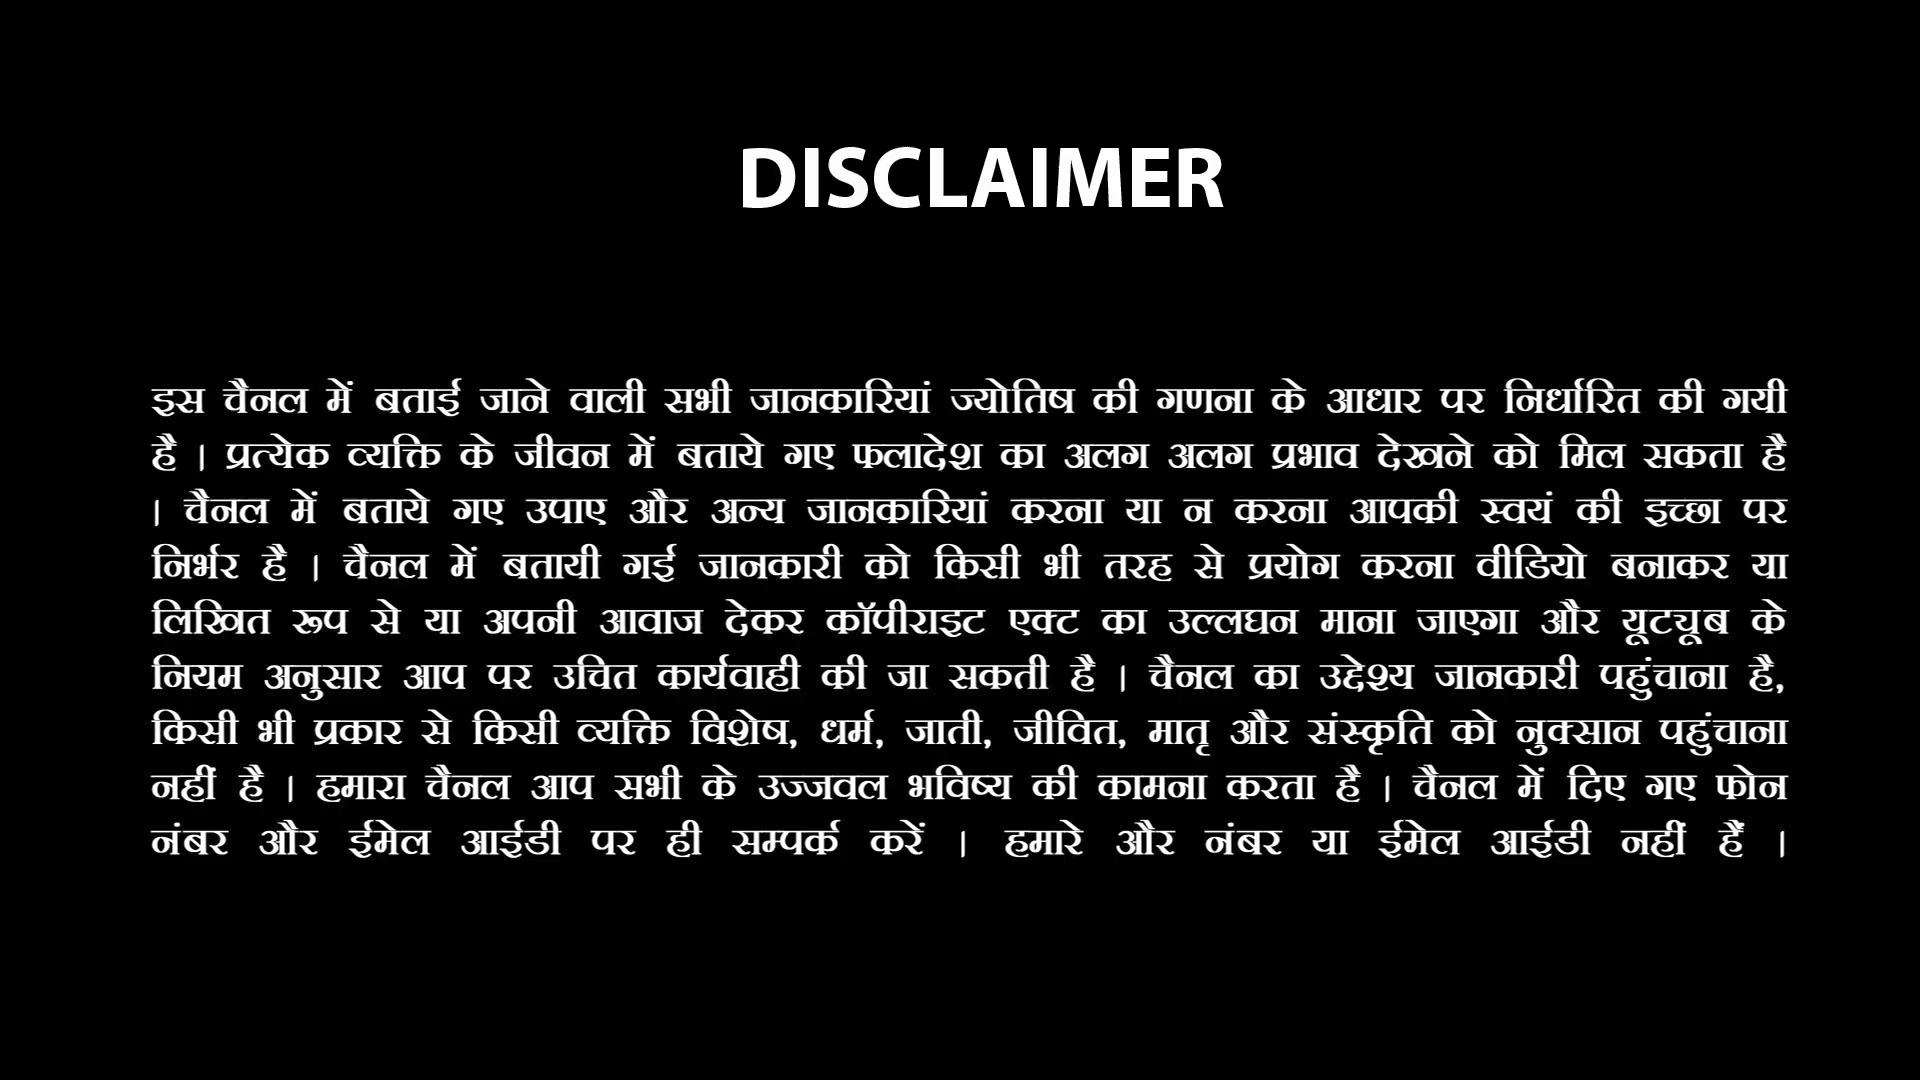 DISCLAIMER
इस चैनल में बताई जाने वाली सभी जानकारियां ज्योतिष की गणना के आधार पर निर्धारित की गयी
है । प्रत्येक व्यक्ति के जीवन में बताये गए फलादेश का अलग अलग प्रभाव देखने को मिल सकता है
। चैनल में बताये गए उपाए और अन्य जानकारियां करना या न करना आपकी स्वयं की इच्छा पर
निर्भर है । चैनल में बतायी गई जानकारी को किसी भी तरह से प्रयोग करना वीडियो बनाकर या
लिखित रूप से या अपनी आवाज देकर कॉपीराइट एक्ट का उल्लघन माना जाएगा और यूटच्यूब के
नियम अनुसार आप पर उचित कार्यवाही की जा सकती है । चैनल का उद्देश्य जानकारी पहुंचाना है,
किसी भी प्रकार से किसी व्यक्ति विशेष, धर्म, जाती, जीवित, मातृ और संस्कृति को नुक्सान पहुंचाना
नहीं है । हमारा चैनल आप सभी के उज्जवल भविष्य की कामना करता है । चैनल में दिए गए फोन
नंबर और ईमेल आईडी पर ही सम्पर्क करें । हमारे और नंबर या ईमेल आईडी नहीं हैं ।